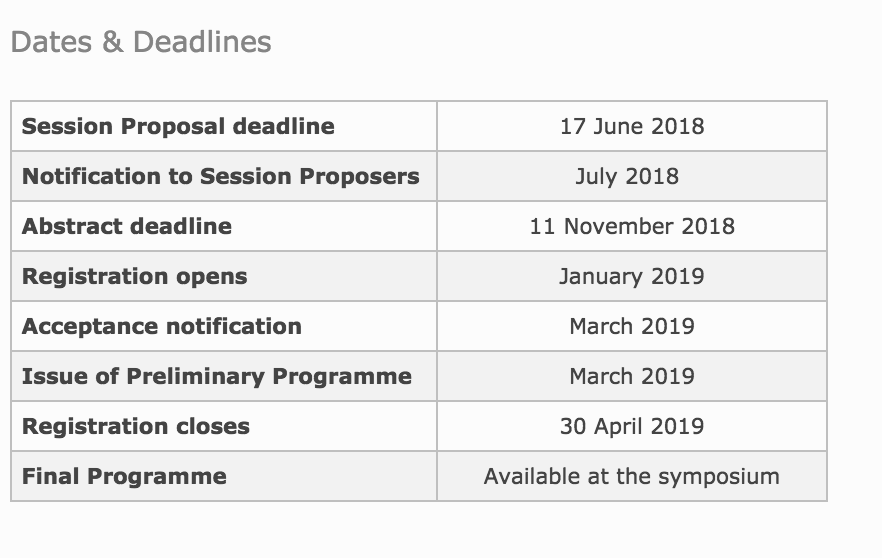 Dates & Deadlines
Session Proposal deadline 17 June 2018
Notification to Session Proposers July 2018
Abstract deadline 11 November 2018
Registration opens January 2019
Acceptance notification March 2019
Issue of Preliminary Programme March 2019
Registration closes 30 April 2019
Final Programme Available at the symposium